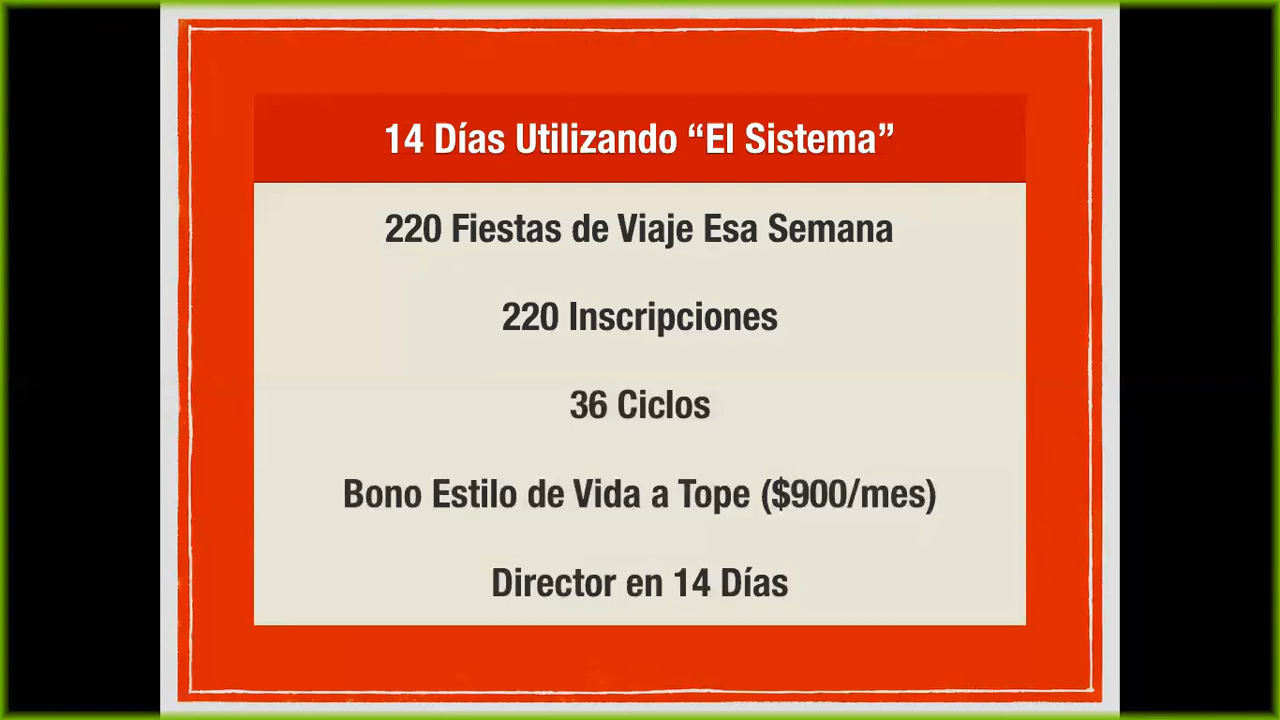 14 Días Utilizando “El Sistema”
220 Fiestas de Viaje Esa Semana
220 Inscripciones
36 Ciclos
Bono Estilo de Vida a Tope ($900/mes)
Director en 14 Días